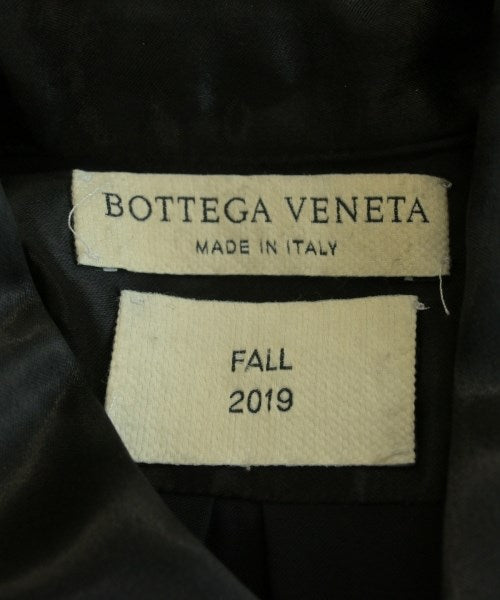 BOTTEGA VENETA
MADE IN ITALY
FALL
2019